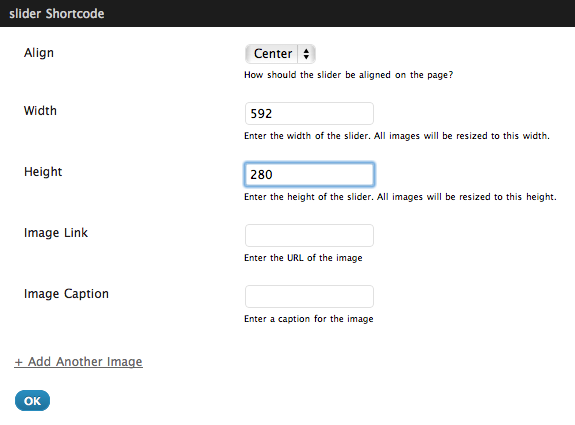 slider Shortcode
Align
Center
How should the slider be aligned on the page?
Width
592
Enter the width of the slider. All images will be resized to this width.
Height
280
Enter the height of the slider. All images will be resized to this height.
Image Link
Enter the URL of the image
Image Caption
Enter a caption for the image
+ Add Another Image
OK